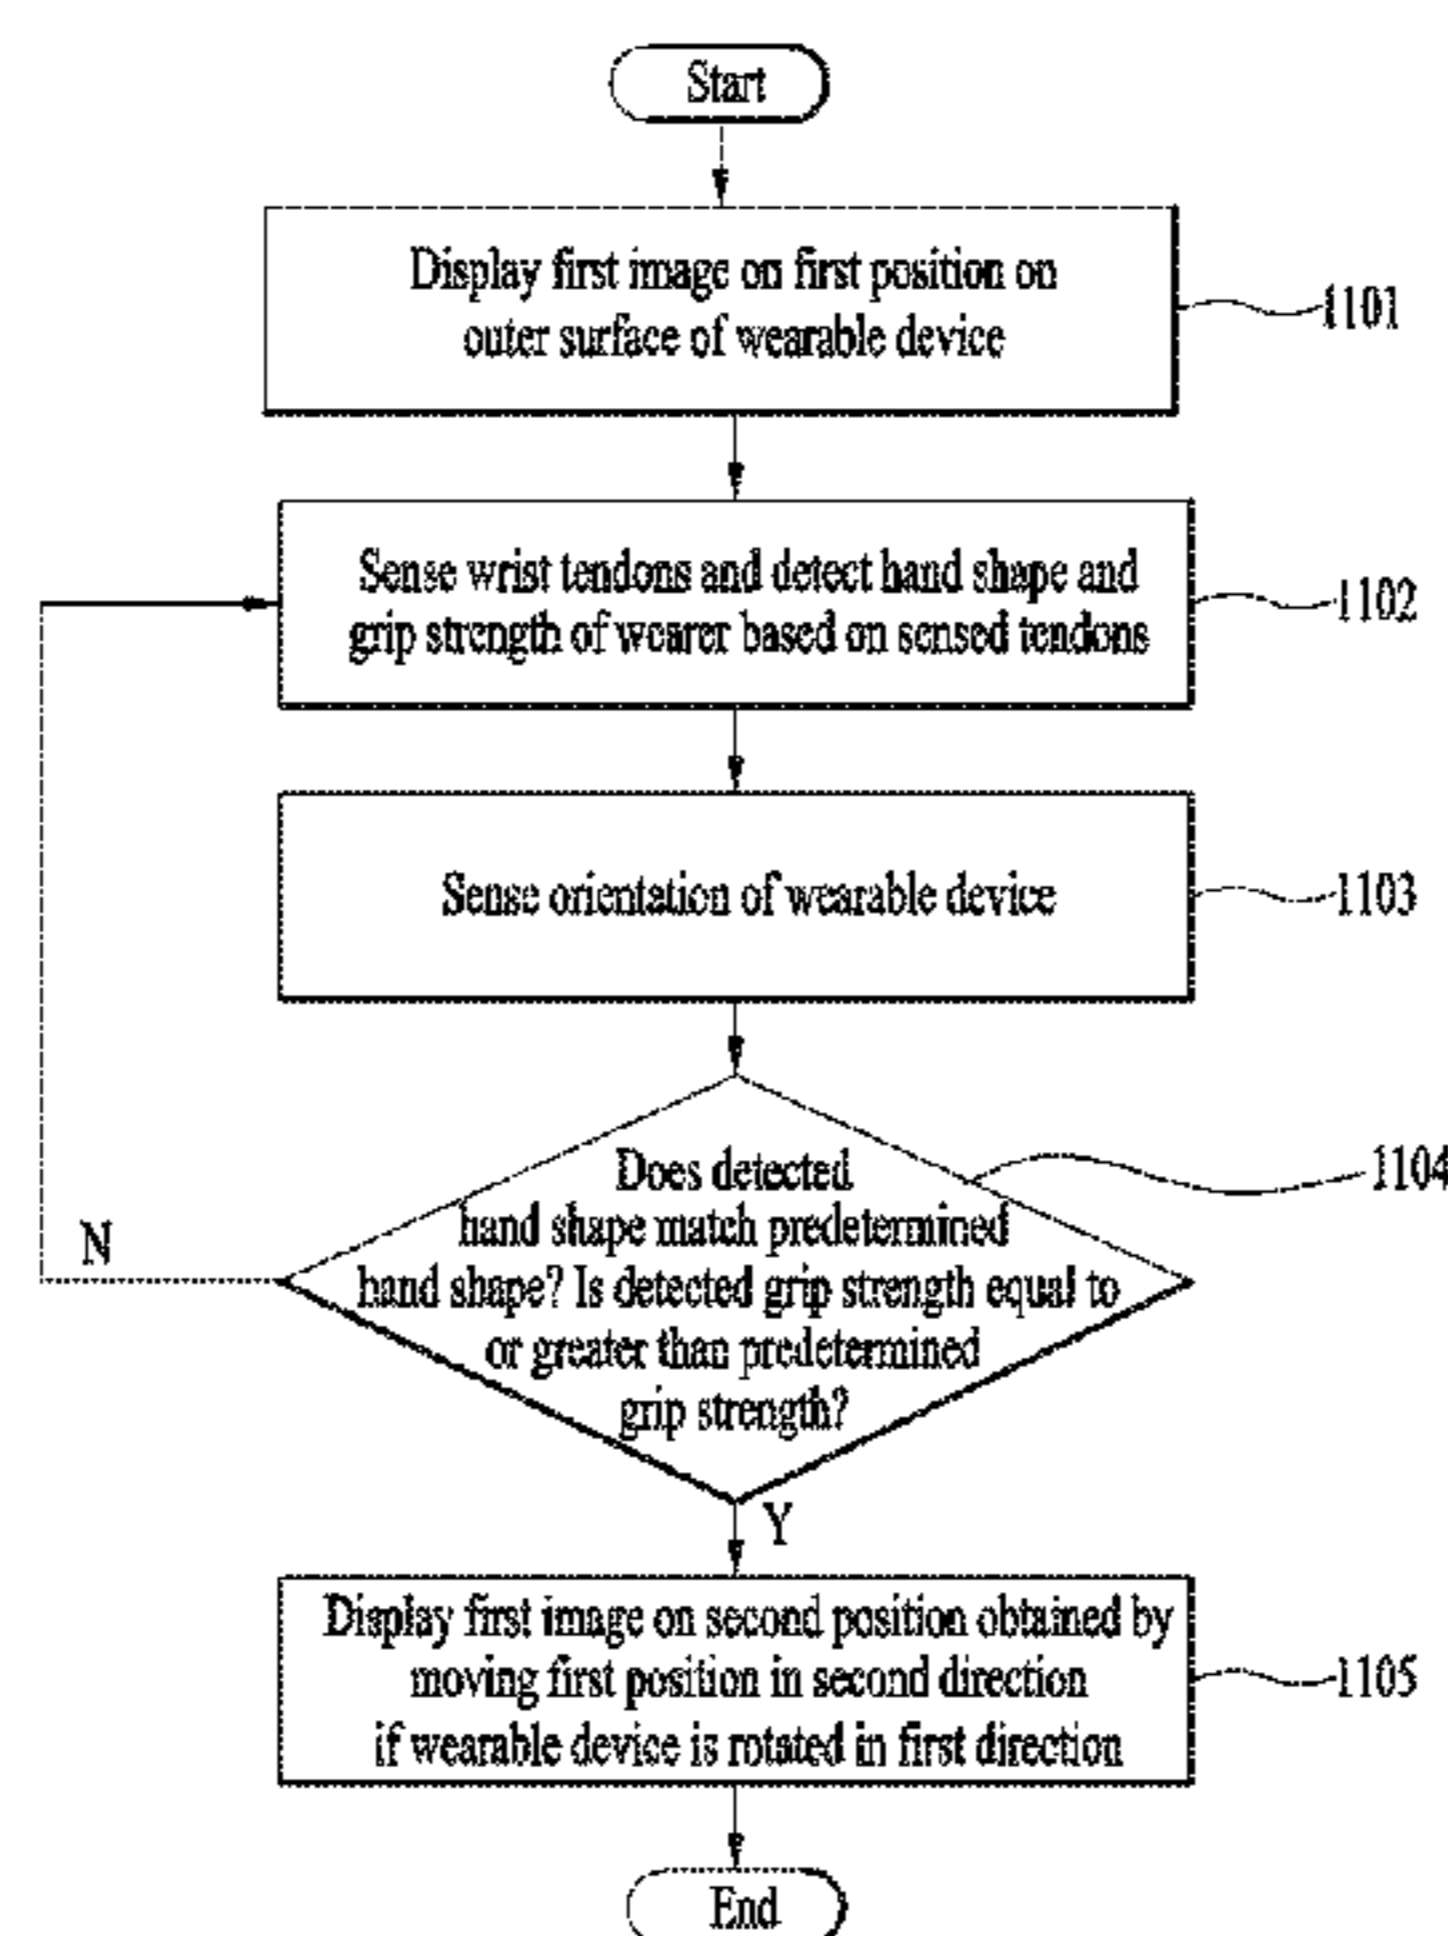 Start
Display first image on first position on
outer surface of wearable device
1101
Sense wrist tendons and detect hand shape and
grip strength of wearer based on sensed tendons
1102
Sense orientation of wearable device
1103
Does detected
hand shape match predetermined
hand shape? Is detected grip strength equal to
or greater than predetermined
grip strength?
1104
N
Y
Display first image on second position obtained by
moving first position in second direction
if wearable device is rotated in first direction
1105
End